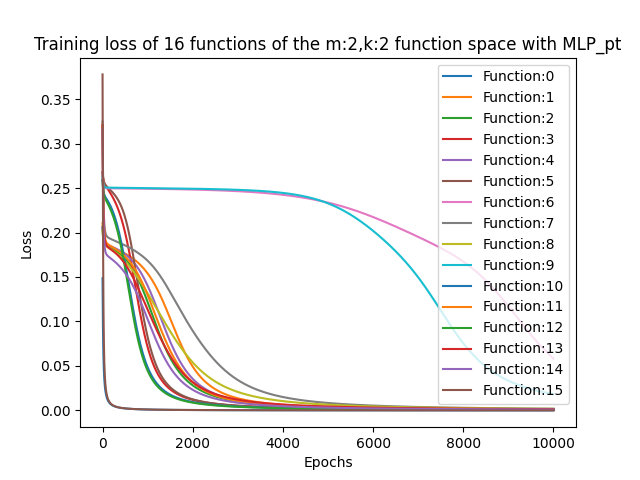 Training loss of 16 functions of the m:2,k:2 function space with MLP_pt
Loss
0.35
0.30
0.25
0.20
0.15
0.10
0.05
0.00
Function:0
Function:1
Function:2
Function:3
Function:4
Function:5
Function:6
Function:7
Function:8
Function:9
Function:10
Function:11
Function:12
Function:13
Function:14
Function:15
0 2000 4000 6000 8000 10000
Epochs